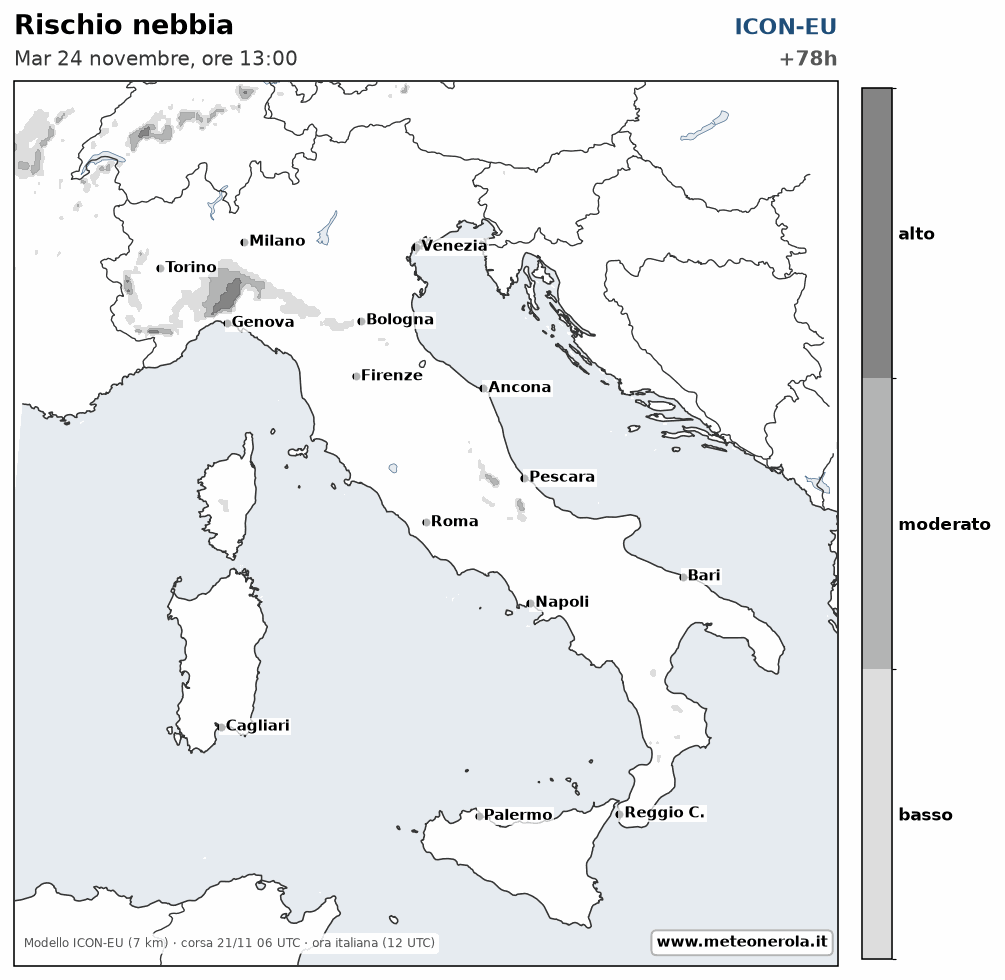 Rischio nebbia
ICON-EU
Mar 24 novembre, ore 13:00
+78h
alto
Milano
Venezia
Torino
Genova
Bologna
Firenze
Ancona
Pescara
Roma
moderato
Bari
Napoli
Cagliari
Palermo
Reggio C.
basso
Modello ICON-EU (7 km) · corsa 21/11 06 UTC · ora italiana (12 UTC)
www.meteonerola.it